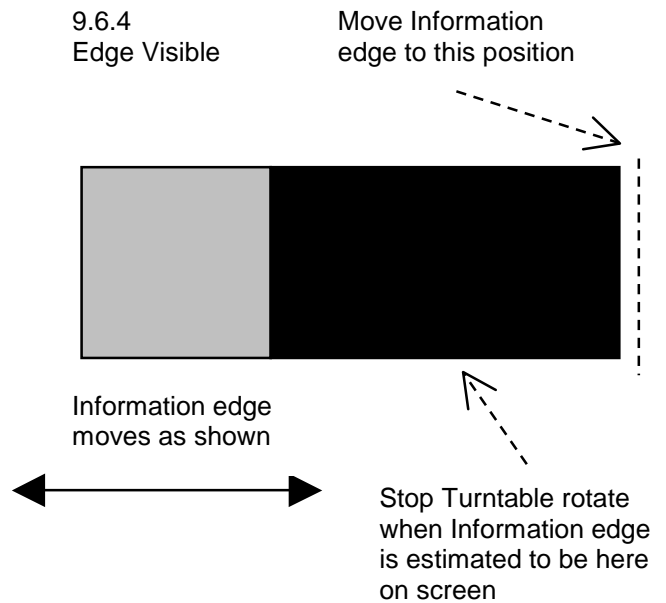 9.6.4
Edge Visible
Move Information
edge to this position
Information edge
moves as shown
Stop Turntable rotate
when Information edge
is estimated to be here
on screen